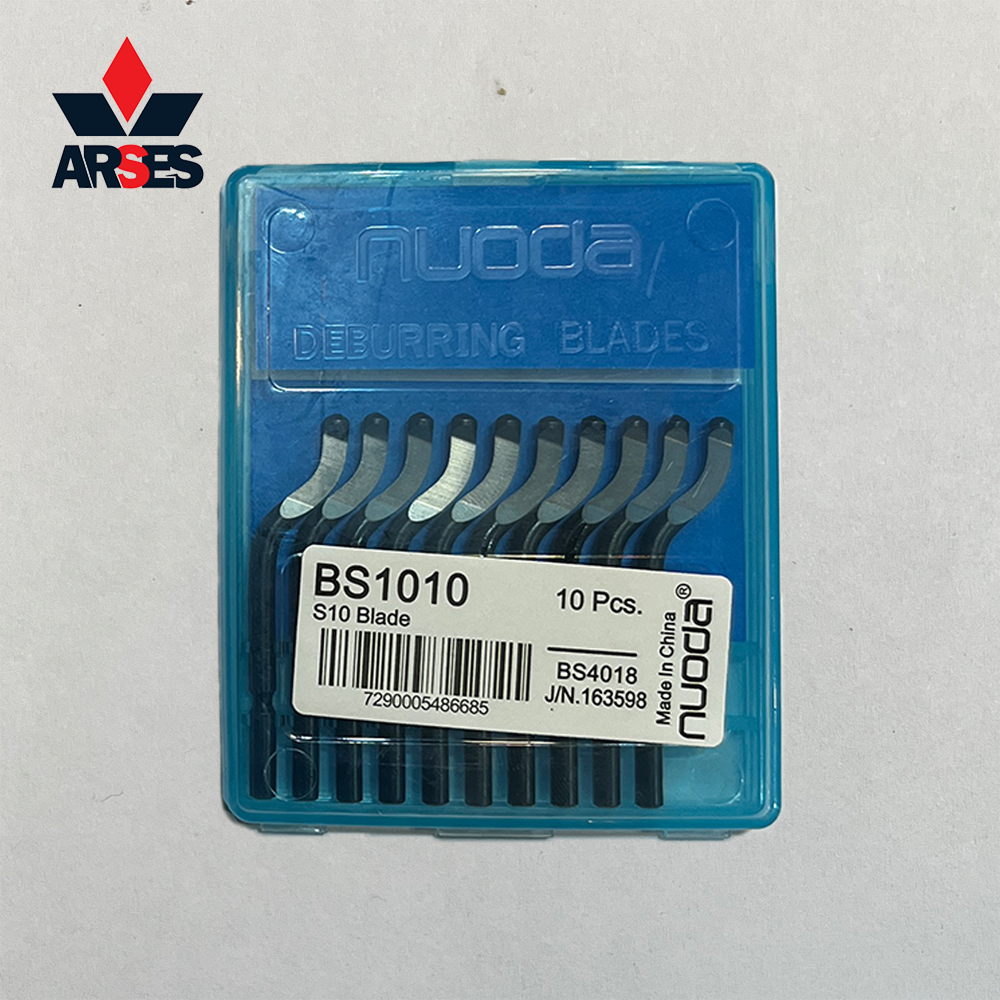 ARSES
nuoda
DEBURRING BLADES
BS1010
S10 Blade
10 Pcs.
7290005486685
BS4018
J/N.163598
Made In China
nuoda®